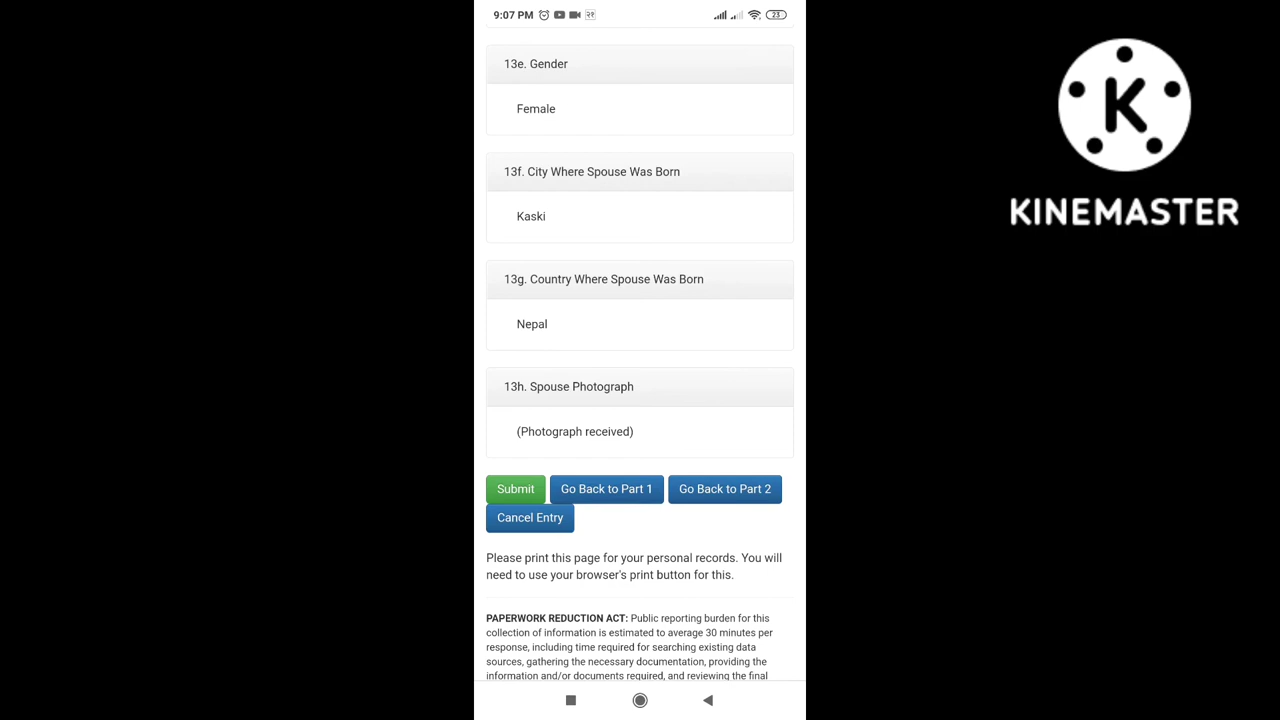 9:07 PM
23
13e. Gender
Female
13f. City Where Spouse Was Born
Kaski
13g. Country Where Spouse Was Born
Nepal
13h. Spouse Photograph
(Photograph received)
Submit Go Back to Part 1 Go Back to Part 2
Cancel Entry
Please print this page for your personal records. You will
need to use your browser's print button for this.
PAPERWORK REDUCTION ACT: Public reporting burden for this
collection of information is estimated to average 30 minutes per
response, including time required for searching existing data
sources, gathering the necessary documentation, providing the
information and/or documents required, and reviewing the final
K
KINEMASTER